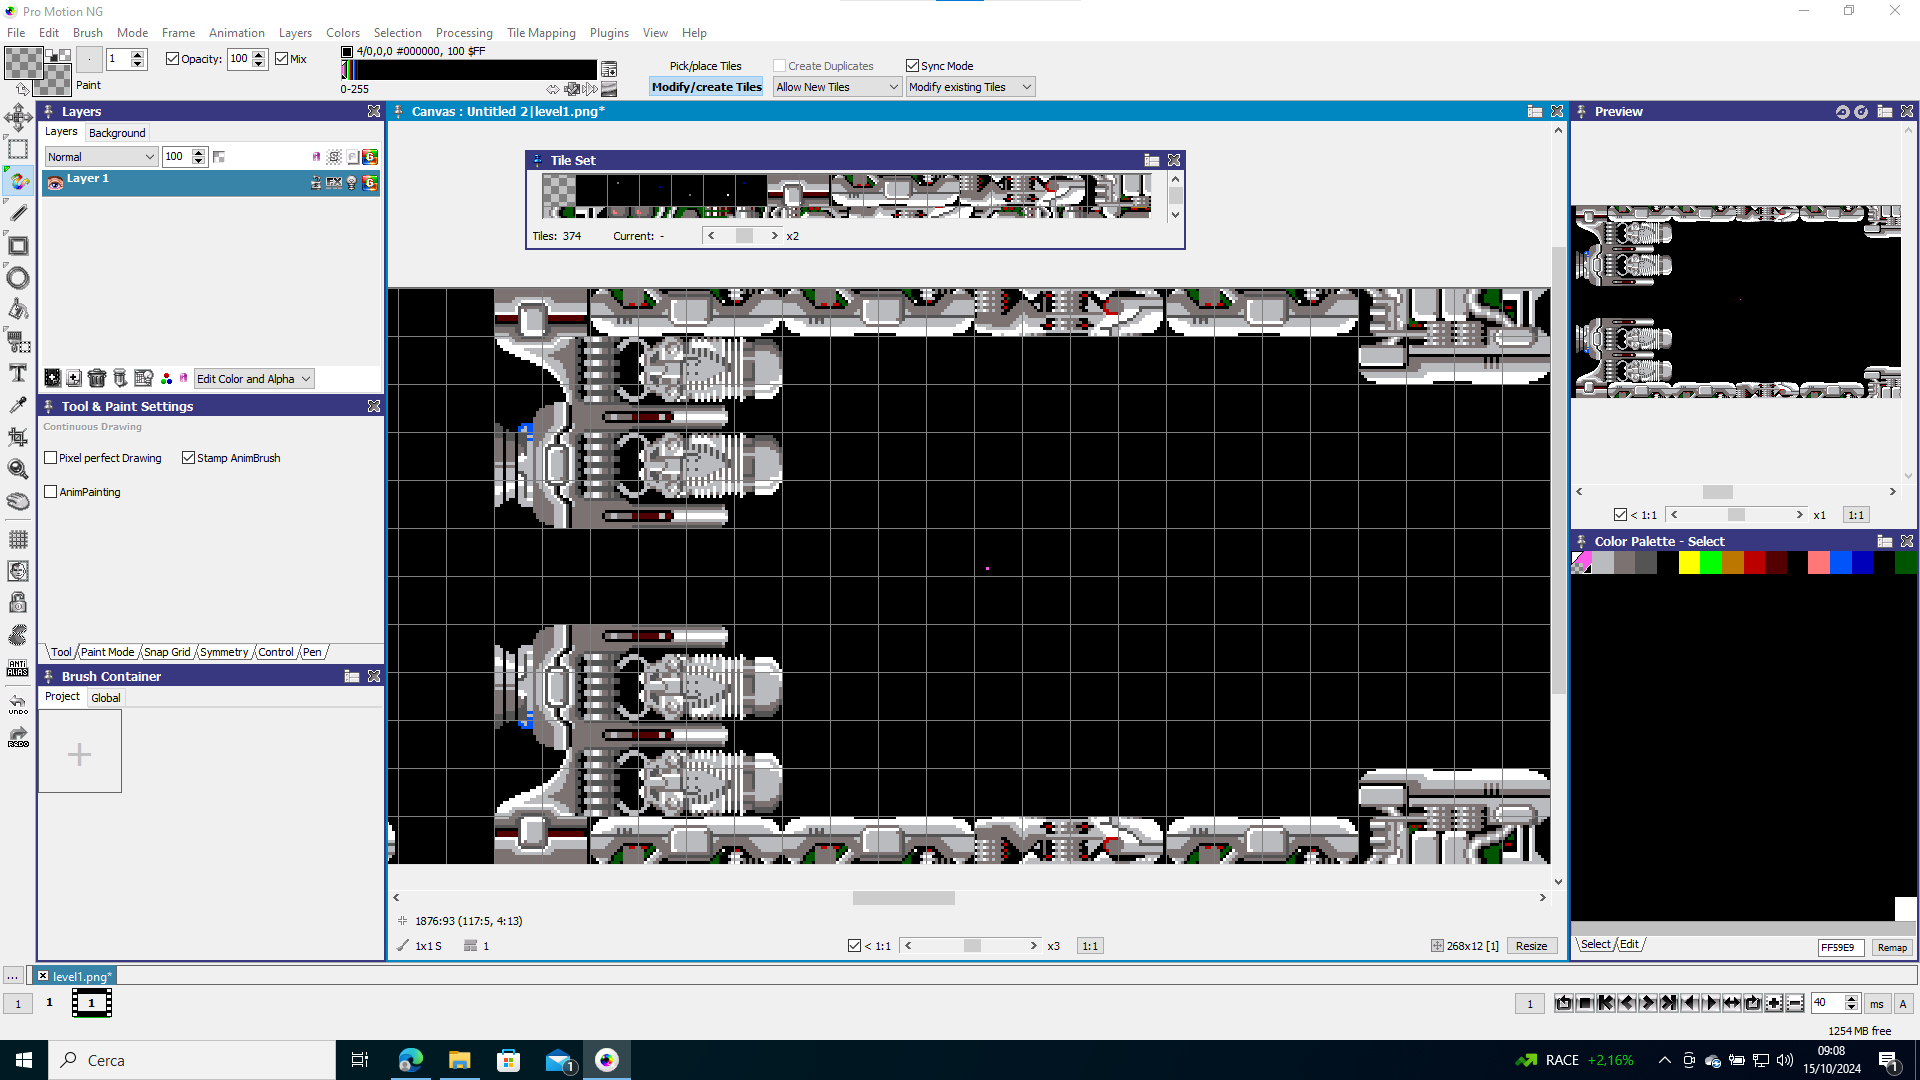 Pro Motion NG
File Edit Brush Mode Frame Animation Layers Colors Selection Processing Tile Mapping Plugins View Help
1 Opacity: 100 Mix
Paint
4/0,0,0 #000000, 100 $FF
0-255
Pick/place Tiles Create Duplicates Sync Mode
Modify/create Tiles Allow New Tiles Modify existing Tiles
Layers
Layers Background
Normal 100
Layer 1
FX
Edit Color and Alpha
Tool & Paint Settings
Continuous Drawing
Pixel perfect Drawing Stamp AnimBrush
AnimPainting
Tool Paint Mode Snap Grid Symmetry Control Pen
Brush Container
Project Global
ANTI
ALIAS
UNDO
REDO
Canvas : Untitled 2|level1.png*
Tile Set
Tiles: 374 Current: - x2
1876:93 (117:5, 4:13)
1x1 S 1 < 1:1 x3 1:1 268x12 [1] Resize
Preview
< 1:1 x1 1:1
Color Palette - Select
Select Edit FF59E9 Remap
... level1.png*
1 1 1 1 40 ms A
1254 MB free
Cerca
1
RACE +2,16%
09:08
15/10/2024
1